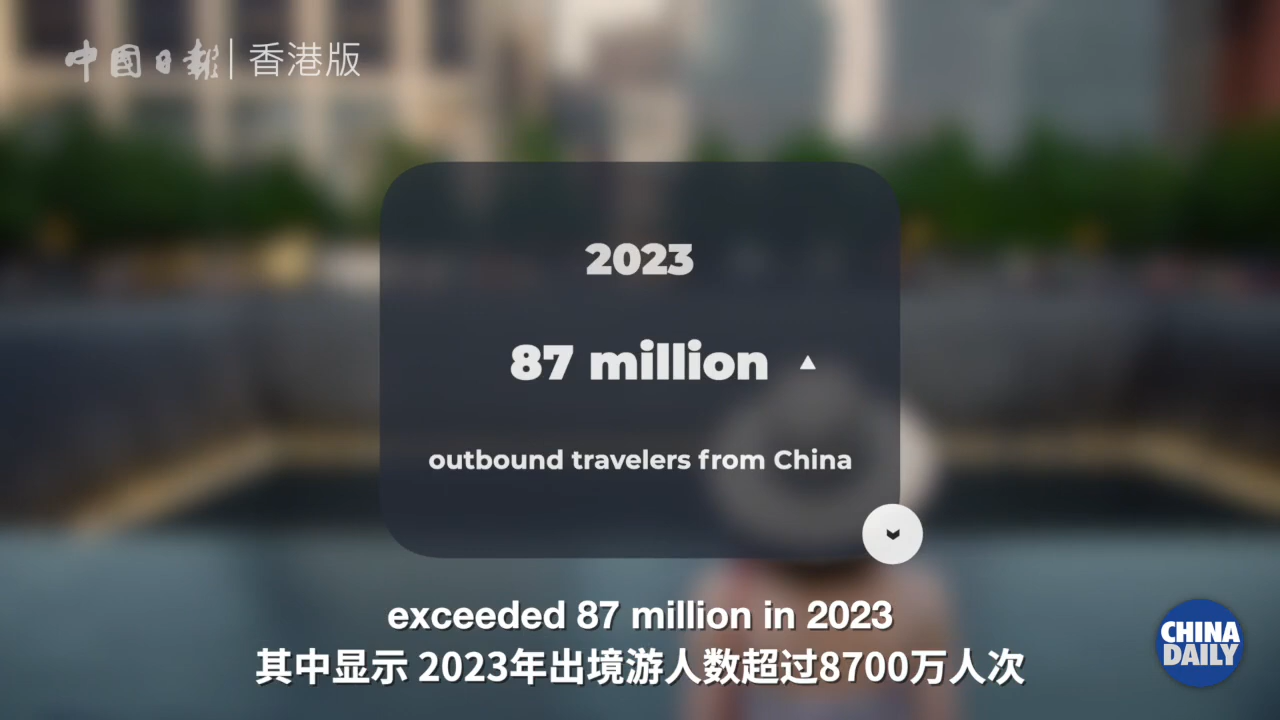 中國日報|香港版
2023
87 million ▲
outbound travelers from China
exceeded 87 million in 2023
其中显示 2023年出境游人数超过8700万人次
CHINA
DAILY